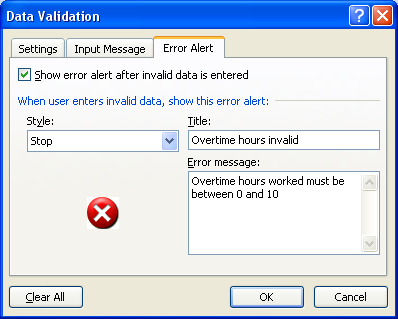 Data Validation
Settings
Input Message
Error Alert
Show error alert after invalid data is entered
When user enters invalid data, show this error alert:
Style:
Title:
Stop
Overtime hours invalid
Error message:
Overtime hours worked must be
between 0 and 10
Clear All
OK
Cancel